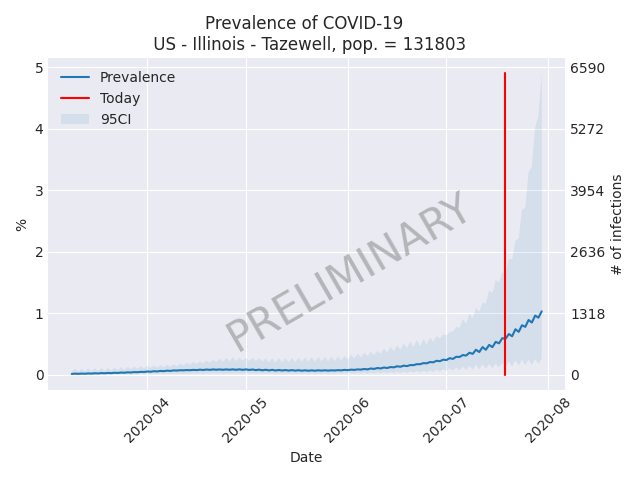 Prevalence of COVID-19
US - Illinois - Tazewell, pop. = 131803
Prevalence
Today
95CI
PRELIMINARY
%
5
4
3
2
1
0
6590
5272
3954
2636
1318
0
# of infections
2020-04
2020-05
2020-06
2020-07
2020-08
Date